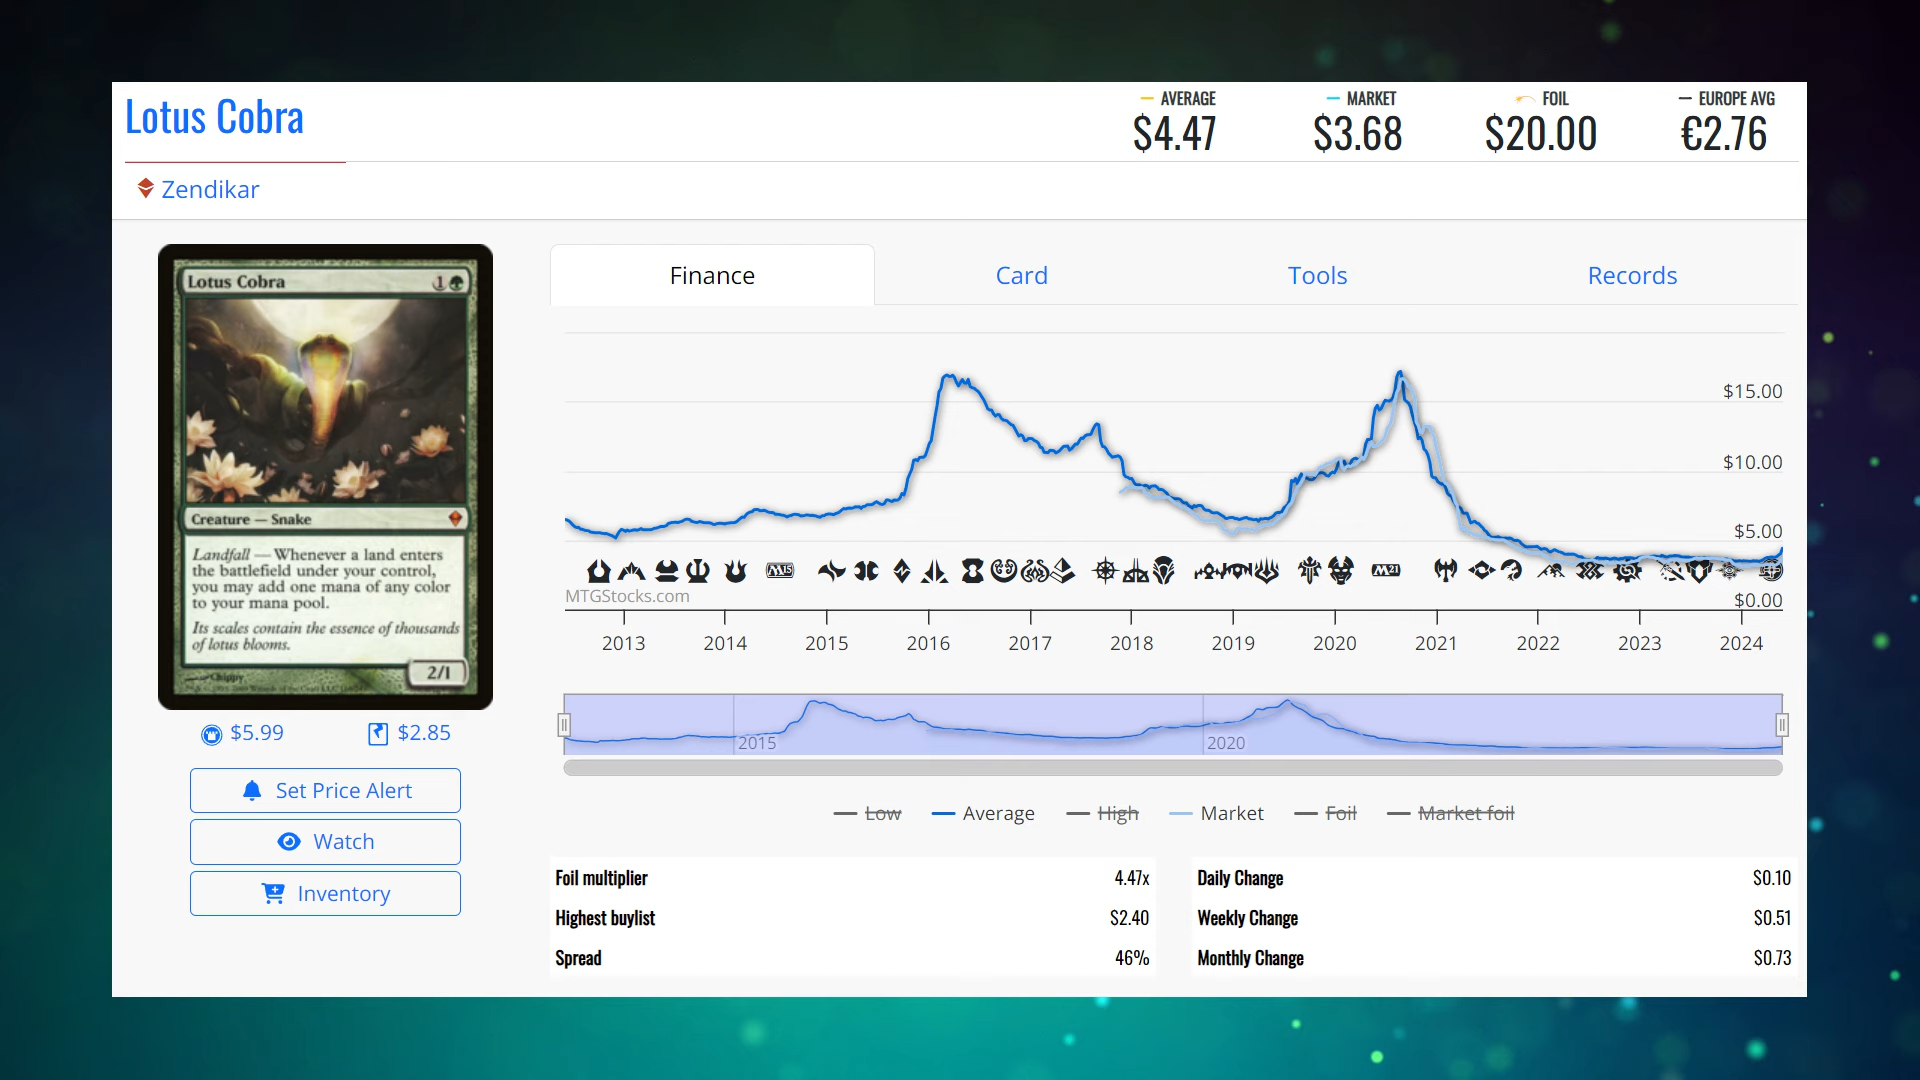 Lotus Cobra
AVERAGE
$4.47
MARKET
$3.68
FOIL
$20.00
EUROPE AVG
€2.76
Zendikar
Lotus Cobra 1
Creature — Snake
Landfall — Whenever a land enters
the battlefield under your control,
you may add one mana of any color
to your mana pool.
Its scales contain the essence of thousands
of lotus blooms.
2/1
Chippy
$5.99 $2.85
Set Price Alert
Watch
Inventory
Finance Card Tools Records
$15.00
$10.00
$5.00
$0.00
M15
M21
MTGStocks.com
2013 2014 2015 2016 2017 2018 2019 2020 2021 2022 2023 2024
2015 2020
Low Average High Market Foil Market foil
Foil multiplier 4.47x
Highest buylist $2.40
Spread 46%
Daily Change $0.10
Weekly Change $0.51
Monthly Change $0.73